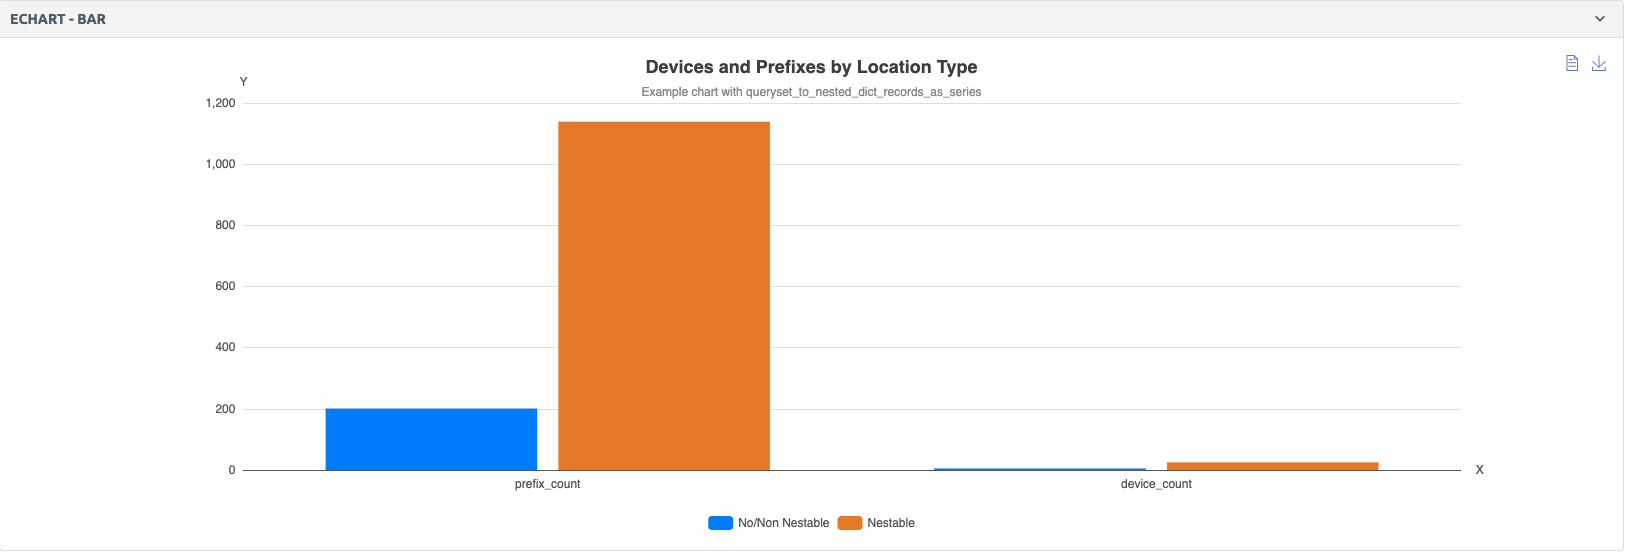 ECHART - BAR
Devices and Prefixes by Location Type
Example chart with queryset_to_nested_dict_records_as_series
Y
1,200
1,000
800
600
400
200
0
X
prefix_count
device_count
No/Non Nestable
Nestable